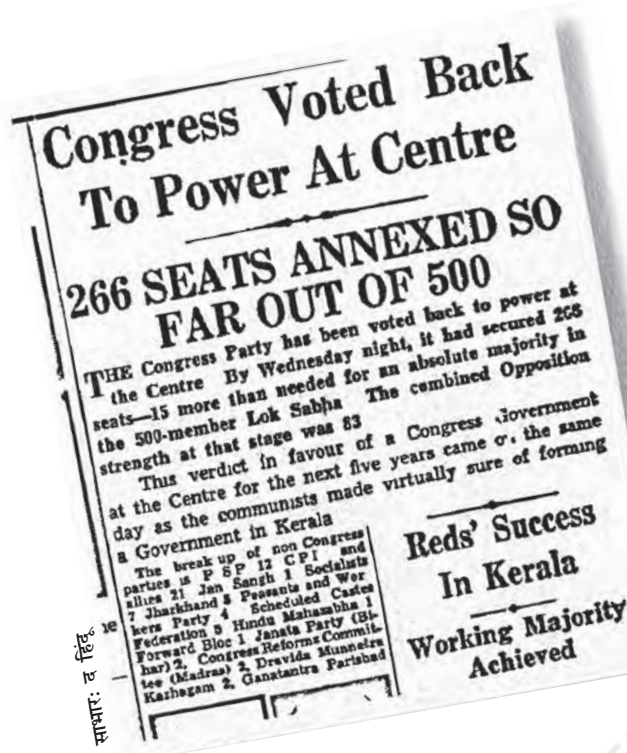 Congress Voted Back
To Power At Centre
266 SEATS ANNEXED SO
FAR OUT OF 500
THE Congress Party has been voted back to power at
the Centre By Wednesday night, it had secured 266
seats—15 more than needed for an absolute majority in
the 500-member Lok Sabha The combined Opposition
strength at that stage was 83
This verdict in favour of a Congress Government
at the Centre for the next five years came on the same
day as the communists made virtually sure of forming
a Government in Kerala
The break up of non Congress
parties is P S P 12 C P I and
allies 21 Jan Sangh 1 Socialists
7 Jharkhand 5 Peasants and Wor
kers Party 4 Scheduled Castes
Federation 5 Hindu Mahasabha 1
Forward Bloc 1 Janata Party (Bi-
har) 2, Congress Reforms Commit-
tee (Madras) 2, Dravida Munnetra
Kazhagam 2, Ganatantra Parishad
Reds' Success
In Kerala
Working Majority
Achieved
साभार: द हिंदू